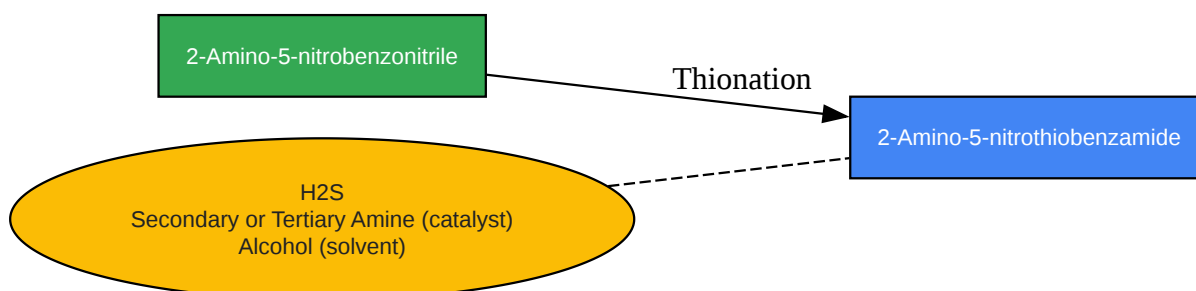 2-Amino-5-nitrobenzonitrile
Thionation
2-Amino-5-nitrothiobenzamide
H2S
Secondary or Tertiary Amine (catalyst)
Alcohol (solvent)